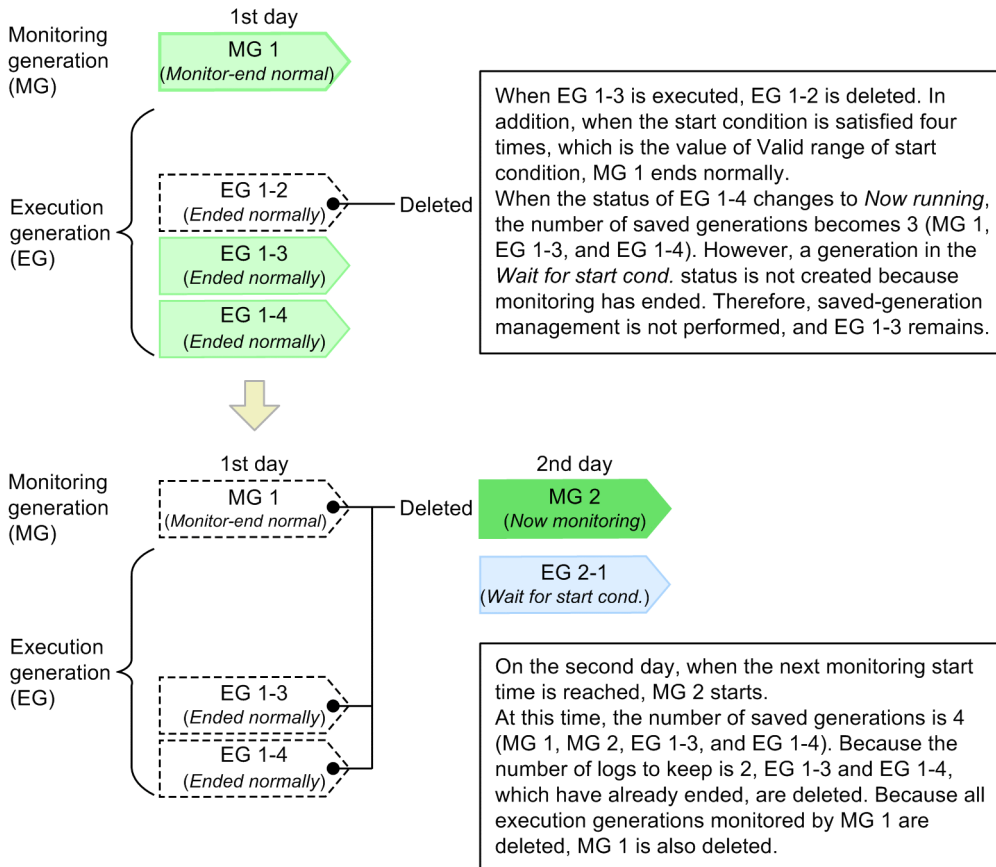 1st day
Monitoring
generation
(MG)
MG 1
(Monitor-end normal)
When EG 1-3 is executed, EG 1-2 is deleted. In
addition, when the start condition is satisfied four
times, which is the value of Valid range of start
condition, MG 1 ends normally.
When the status of EG 1-4 changes to Now running,
the number of saved generations becomes 3 (MG 1,
EG 1-3, and EG 1-4). However, a generation in the
Wait for start cond. status is not created because
monitoring has ended. Therefore, saved-generation
management is not performed, and EG 1-3 remains.
Execution
generation
(EG)
EG 1-2
(Ended normally)
Deleted
EG 1-3
(Ended normally)
EG 1-4
(Ended normally)
1st day
2nd day
Monitoring
generation
(MG)
MG 1
(Monitor-end normal)
Deleted
MG 2
(Now monitoring)
EG 2-1
(Wait for start cond.)
Execution
generation
(EG)
EG 1-3
(Ended normally)
EG 1-4
(Ended normally)
On the second day, when the next monitoring start
time is reached, MG 2 starts.
At this time, the number of saved generations is 4
(MG 1, MG 2, EG 1-3, and EG 1-4). Because the
number of logs to keep is 2, EG 1-3 and EG 1-4,
which have already ended, are deleted. Because all
execution generations monitored by MG 1 are
deleted, MG 1 is also deleted.